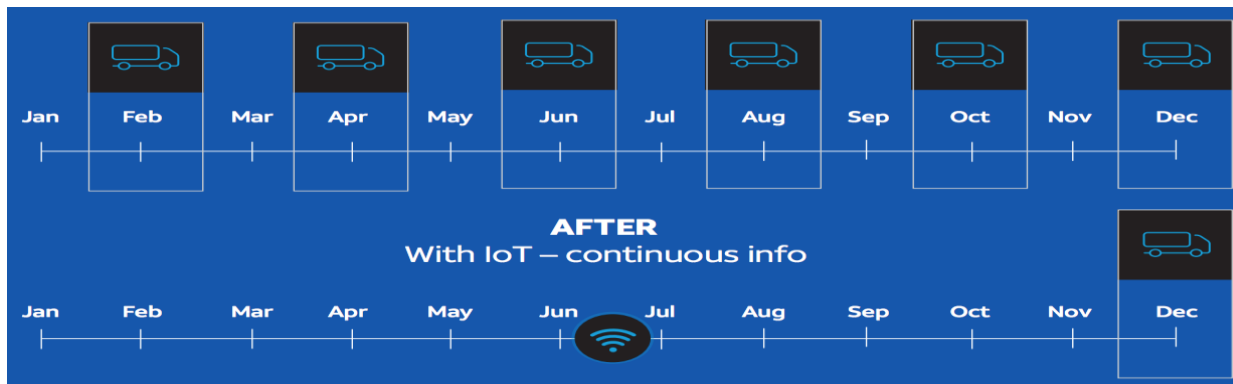 Jan Feb Mar Apr May Jun Jul Aug Sep Oct Nov Dec
AFTER
With IoT – continuous info
Jan Feb Mar Apr May Jun Jul Aug Sep Oct Nov Dec